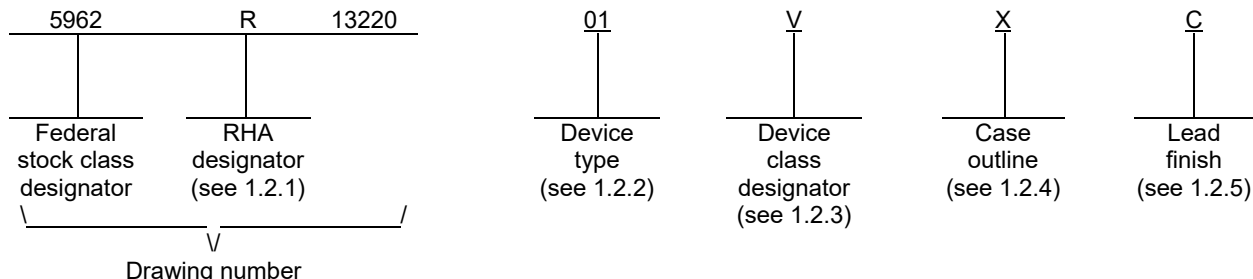 5962 R 13220 01 V X C
Federal stock class designator
RHA designator (see 1.2.1)
Device type (see 1.2.2)
Device class designator (see 1.2.3)
Case outline (see 1.2.4)
Lead finish (see 1.2.5)
Drawing number